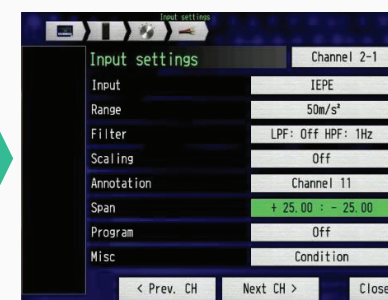 Input settings
Input settings Channel 2-1
Input IEPE
Range 50m/s²
Filter LPF: Off HPF: 1Hz
Scaling Off
Annotation Channel 11
Span + 25.00 : - 25.00
Program Off
Misc Condition
< Prev. CH Next CH > Close